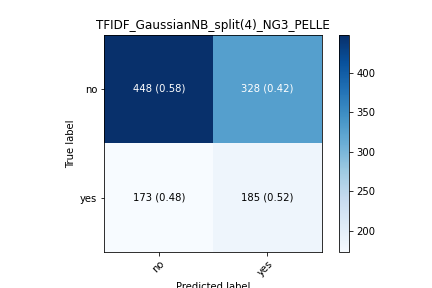 TFIDF_GaussianNB_split(4)_NG3_PELLE
no
448 (0.58)
328 (0.42)
yes
173 (0.48)
185 (0.52)
True label
no
yes
Predicted label
400
350
300
250
200